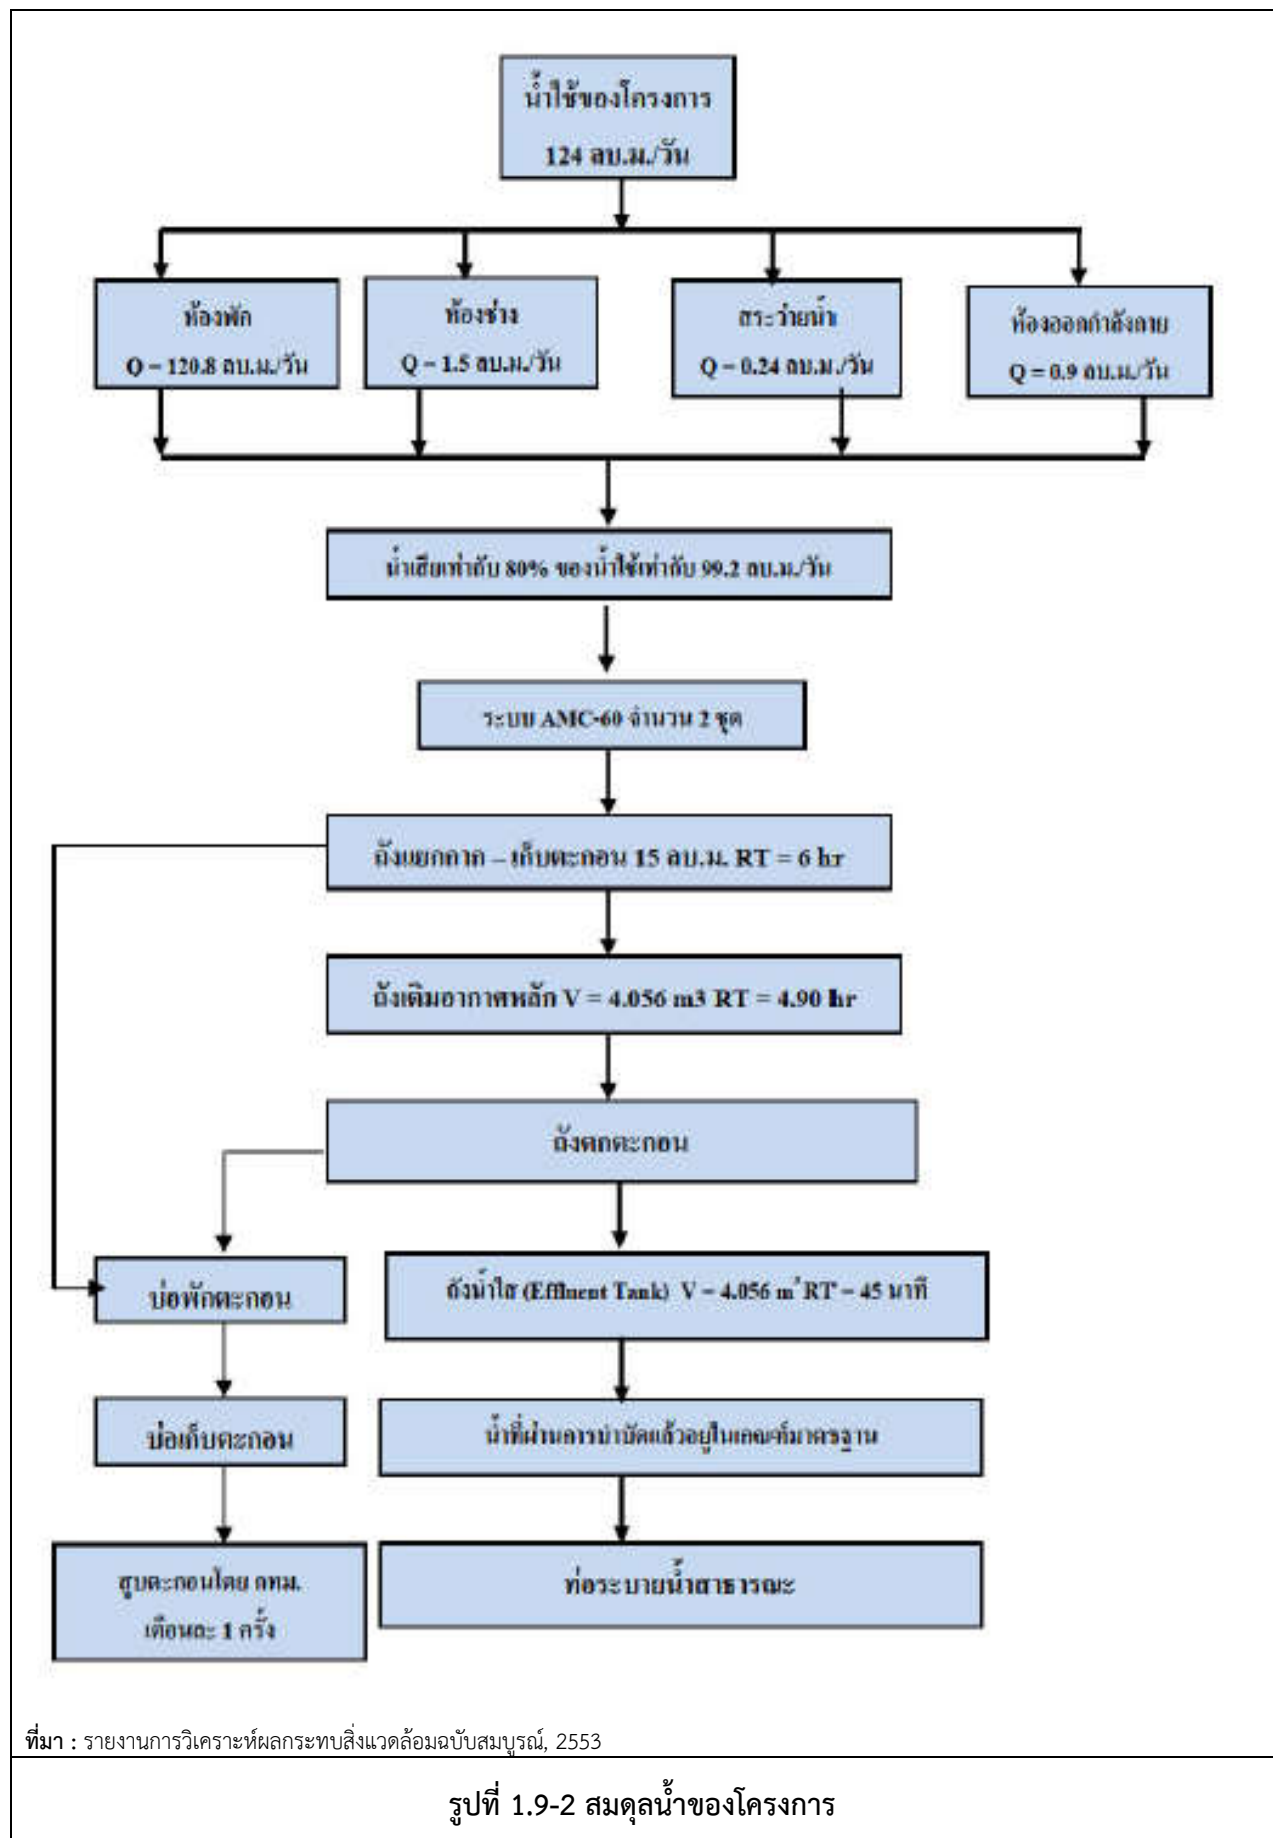 น้ำใช้ของโครงการ
124 ลบ.ม./วัน
ห้องพัก
Q = 120.8 ลบ.ม./วัน
ห้องช่าง
Q = 1.5 ลบ.ม./วัน
สระว่ายน้ำ
Q = 0.24 ลบ.ม./วัน
ห้องออกกำลังกาย
Q = 0.9 ลบ.ม./วัน
น้ำเสียเท่ากับ 80% ของน้ำใช้เท่ากับ 99.2 ลบ.ม./วัน
ระบบ AMC-60 จำนวน 2 ชุด
ถังแยกกาก – เก็บตะกอน 15 ลบ.ม. RT = 6 hr
ถังเติมอากาศหลัก V = 4.056 m3 RT = 4.90 hr
ถังตกตะกอน
บ่อพักตะกอน
ถังน้ำใส (Effluent Tank) V = 4.056 m³ RT = 45 นาที
บ่อเก็บตะกอน
น้ำที่ผ่านการบำบัดแล้วอยู่ในเกณฑ์มาตรฐาน
สูบตะกอนโดย กทม.
เดือนละ 1 ครั้ง
ท่อระบายน้ำสาธารณะ
ที่มา : รายงานการวิเคราะห์ผลกระทบสิ่งแวดล้อมฉบับสมบูรณ์, 2553
รูปที่ 1.9-2 สมดุลน้ำของโครงการ